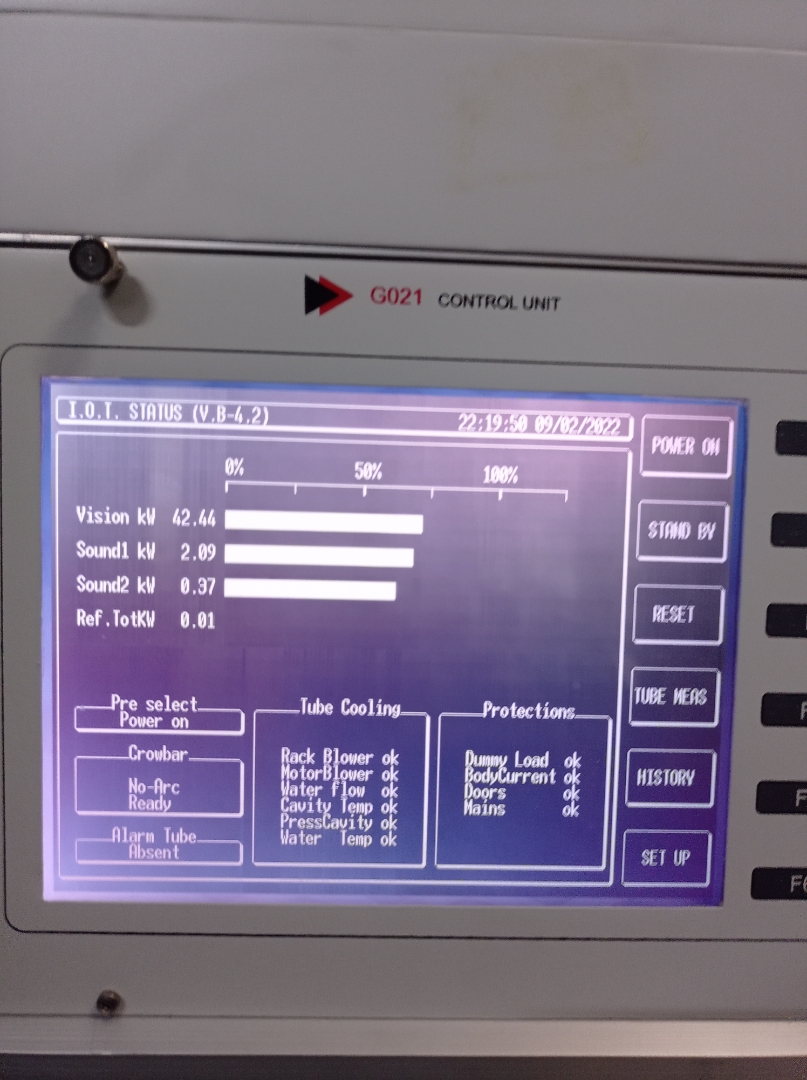 G021 CONTROL UNIT
I.O.T. STATUS (V.B-4.2) 22:19:50 09/02/2022
0% 50% 100%
Vision kW 42.44
Sound1 kW 2.09
Sound2 kW 0.37
Ref.TotKW 0.01
Pre select
Power on
Crowbar
No-Arc
Ready
Alarm Tube
Absent
Tube Cooling
Rack Blower ok
MotorBlower ok
Water flow ok
Cavity Temp ok
PressCavity ok
Water Temp ok
Protections
Dummy Load ok
BodyCurrent ok
Doors ok
Mains ok
POWER ON
STAND BY
RESET
TUBE MEAS
HISTORY
SET UP